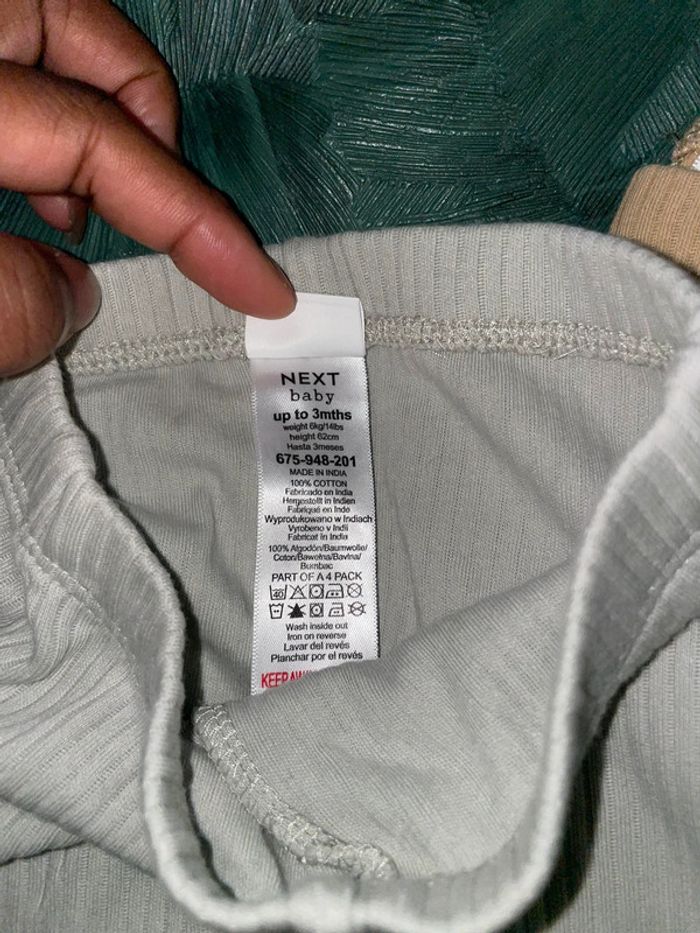 NEXT
baby
up to 3mths
weight 6kg/14lbs
height 62cm
Hasta 3meses
675-948-201
MADE IN INDIA
100% COTTON
Fabricado en India
Hergestellt in Indien
Fabriqué en Inde
Wyprodukowano w Indiach
Vyrobeno v Indii
Fabricat in India
100% Algodón/Baumwolle/
Coton/Bawełna/Bavlna/
Bumbac
PART OF A 4 PACK
40
Wash inside out
Iron on reverse
Lavar del revés
Planchar por el revés
KEEP